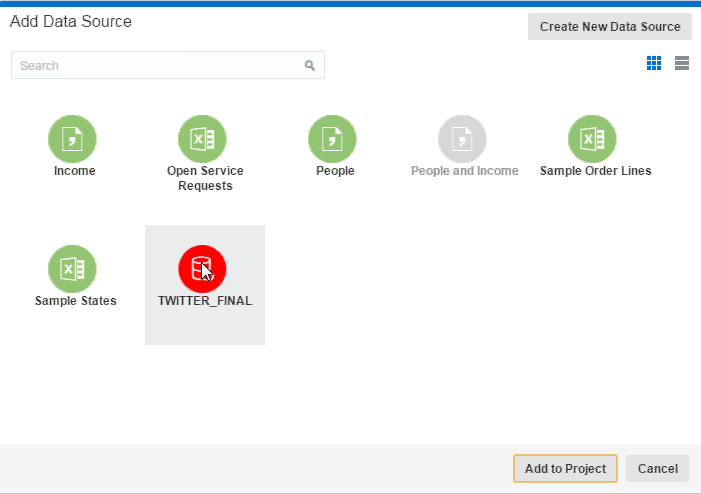 Add Data Source
Create New Data Source
Search
Income
Open Service
Requests
People
People and Income
Sample Order Lines
Sample States
TWITTER_FINAL
Add to Project
Cancel